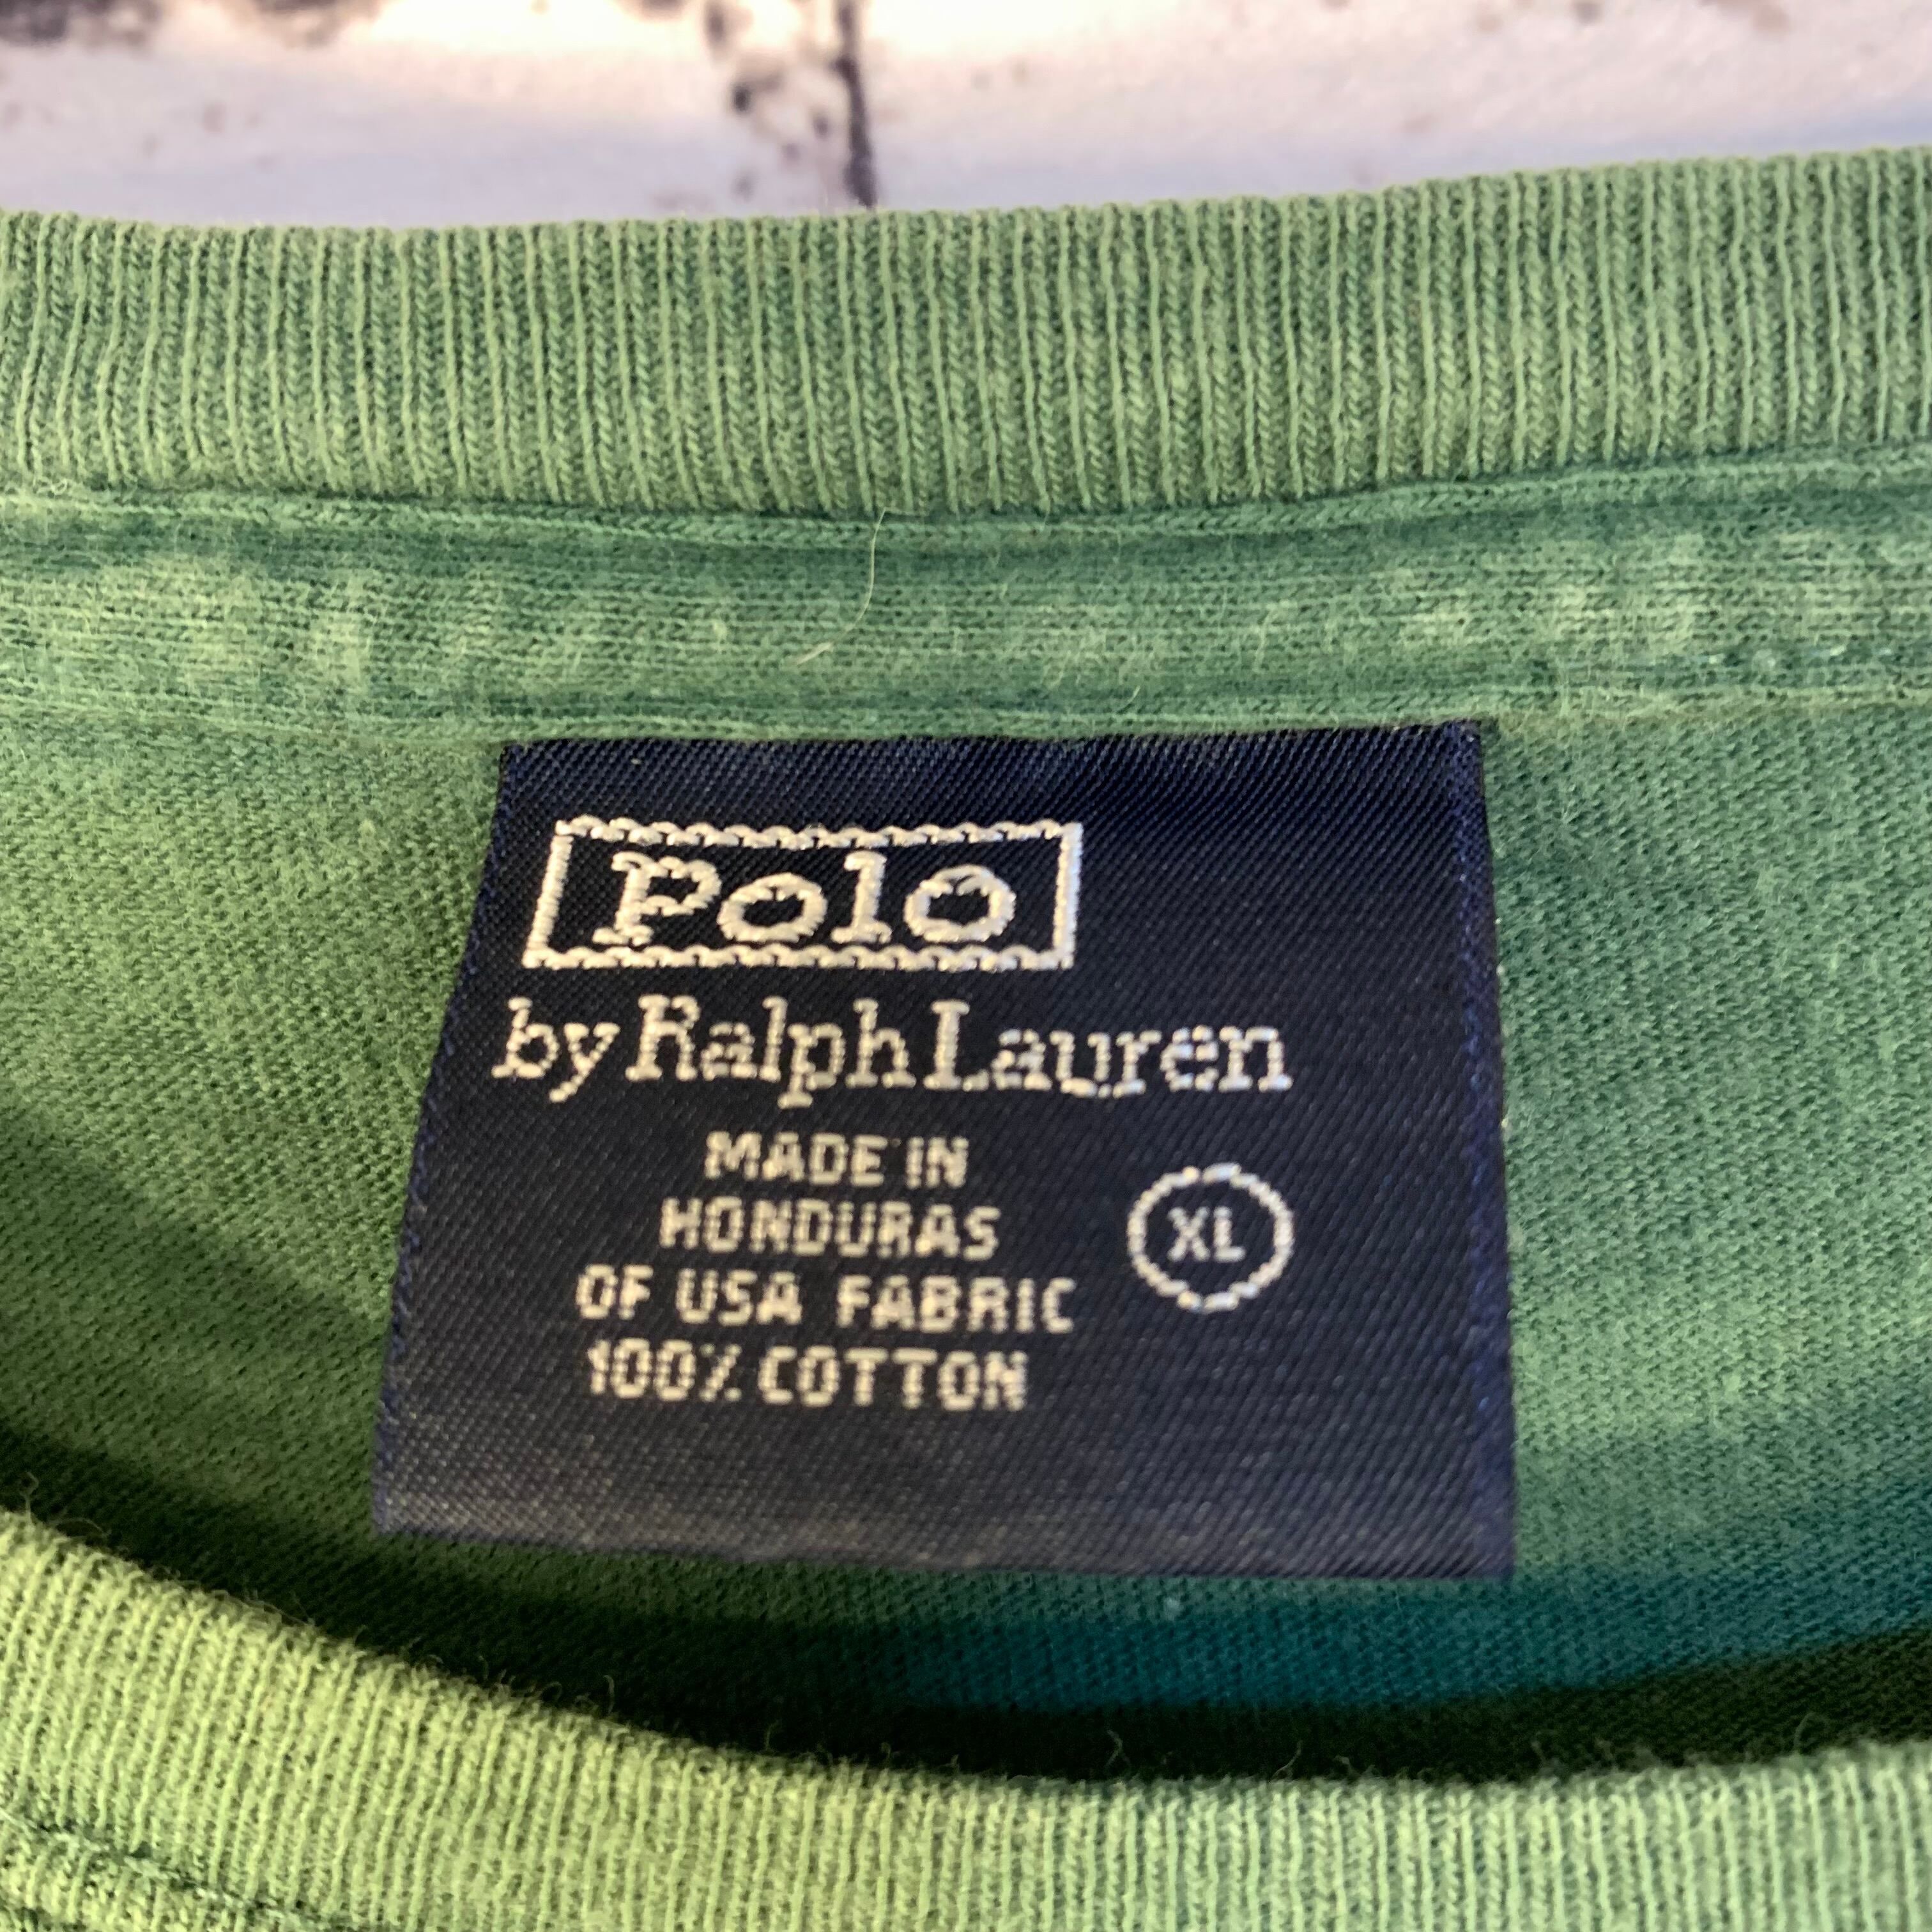 Polo
by Ralph Lauren
MADE IN
HONDURAS
OF USA FABRIC
100% COTTON
XL